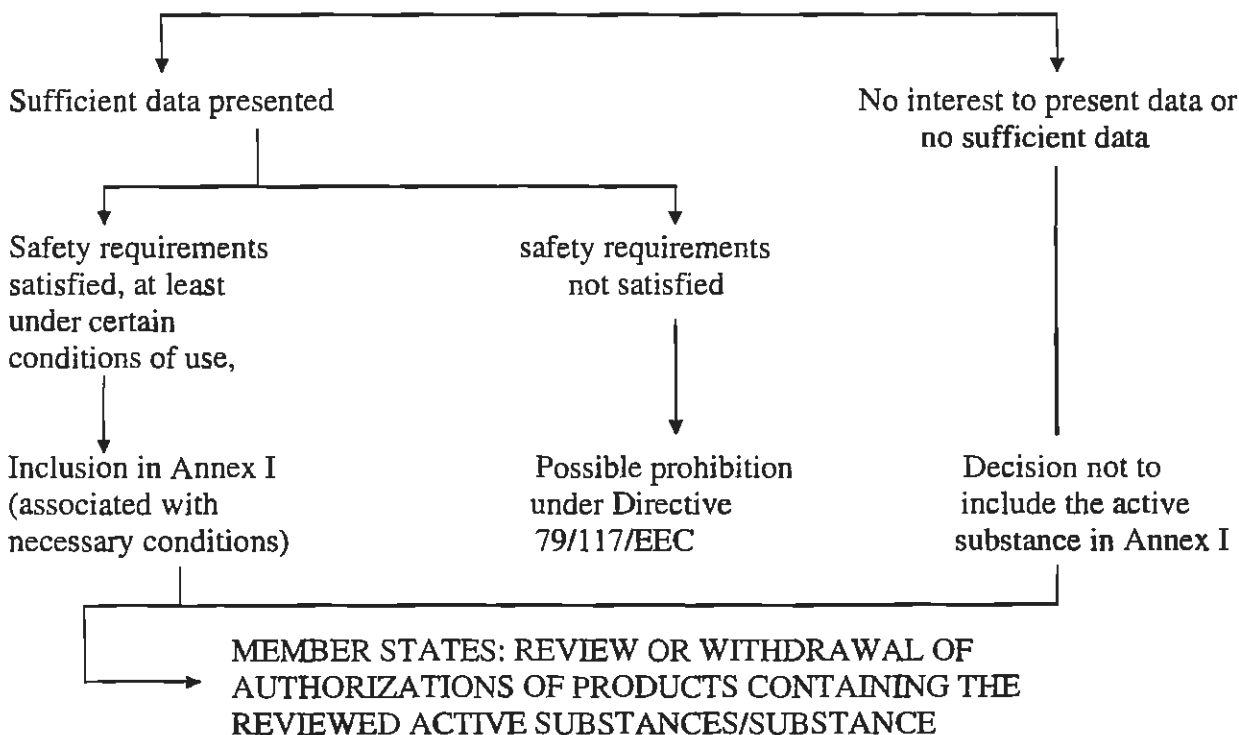 Sufficient data presented
No interest to present data or
no sufficient data
Safety requirements
satisfied, at least
under certain
conditions of use,
safety requirements
not satisfied
Inclusion in Annex I
(associated with
necessary conditions)
Possible prohibition
under Directive
79/117/EEC
Decision not to
include the active
substance in Annex I
MEMBER STATES: REVIEW OR WITHDRAWAL OF
AUTHORIZATIONS OF PRODUCTS CONTAINING THE
REVIEWED ACTIVE SUBSTANCES/SUBSTANCE